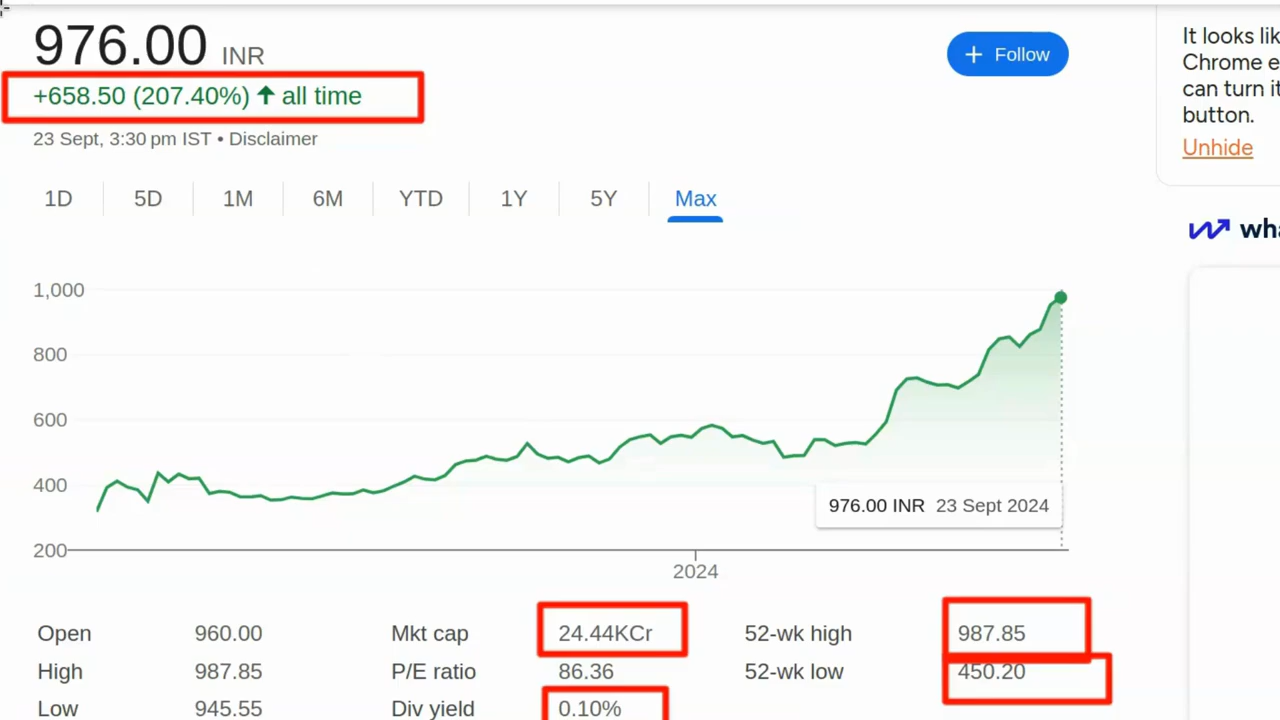 976.00 INR
+ Follow
+658.50 (207.40%) ↑ all time
23 Sept, 3:30 pm IST • Disclaimer
1D 5D 1M 6M YTD 1Y 5Y Max
1,000
800
600
400
200
976.00 INR 23 Sept 2024
2024
Open 960.00 Mkt cap 24.44KCr 52-wk high 987.85
High 987.85 P/E ratio 86.36 52-wk low 450.20
Low 945.55 Div yield 0.10%
It looks lik
Chrome e
can turn it
button.
Unhide
wha